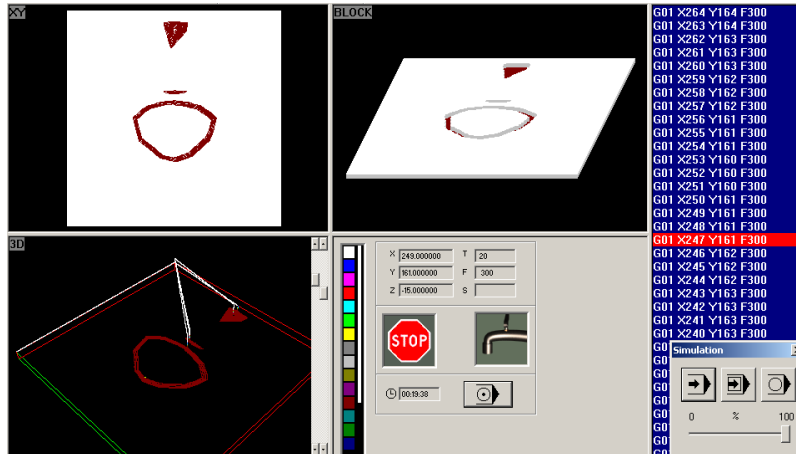 XY
BLOCK
3D
X 249.000000 T 20
Y 161.000000 F 300
Z -15.000000 S
STOP
00:19:38
G01 X264 Y164 F300
G01 X263 Y164 F300
G01 X262 Y163 F300
G01 X261 Y163 F300
G01 X260 Y163 F300
G01 X259 Y162 F300
G01 X258 Y162 F300
G01 X257 Y162 F300
G01 X256 Y161 F300
G01 X255 Y161 F300
G01 X254 Y161 F300
G01 X253 Y160 F300
G01 X252 Y160 F300
G01 X251 Y160 F300
G01 X250 Y161 F300
G01 X249 Y161 F300
G01 X248 Y161 F300
G01 X247 Y161 F300
G01 X246 Y162 F300
G01 X245 Y162 F300
G01 X244 Y162 F300
G01 X243 Y163 F300
G01 X242 Y163 F300
G01 X241 Y163 F300
G01 X240 Y163 F300
Simulation
0 % 100